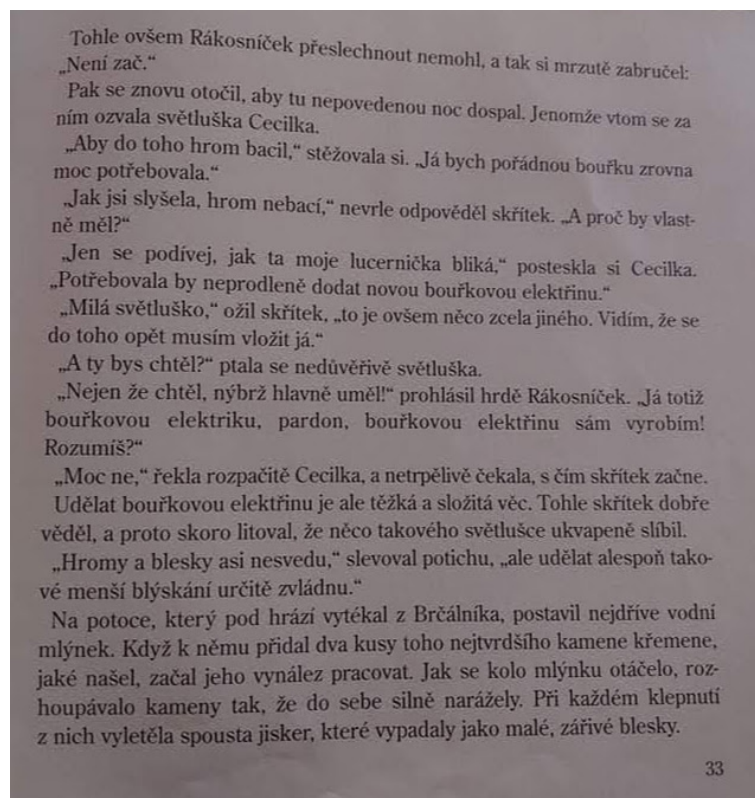 Tohle ovšem Rákosníček přeslechnout nemohl, a tak si mrzutě zabručel:
„Není zač.“
Pak se znovu otočil, aby tu nepovedenou noc dospal. Jenomže vtom se za
ním ozvala světluška Cecilka.
„Aby do toho hrom bacil,“ stěžovala si. „Já bych pořádnou bouřku zrovna
moc potřebovala.“
„Jak jsi slyšela, hrom nebací,“ nevrle odpověděl skřítek. „A proč by vlast-
ně měl?“
„Jen se podívej, jak ta moje lucernička bliká,“ posteskla si Cecilka.
„Potřebovala by neprodleně dodat novou bouřkovou elektřinu.“
„Milá světluško,“ ožil skřítek, „to je ovšem něco zcela jiného. Vidím, že se
do toho opět musím vložit já.“
„A ty bys chtěl?“ ptala se nedůvěřivě světluška.
„Nejen že chtěl, nýbrž hlavně uměl!“ prohlásil hrdě Rákosníček. „Já totiž
bouřkovou elektriku, pardon, bouřkovou elektřinu sám vyrobím!
Rozumíš?“
„Moc ne,“ řekla rozpačitě Cecilka, a netrpělivě čekala, s čím skřítek začne.
Udělat bouřkovou elektřinu je ale těžká a složitá věc. Tohle skřítek dobře
věděl, a proto skoro litoval, že něco takového světlušce ukvapeně slíbil.
„Hromy a blesky asi nesvedu,“ slevoval potichu, „ale udělat alespoň tako-
vé menší blýskání určitě zvládnu.“
Na potoce, který pod hrází vytékal z Brčálníka, postavil nejdříve vodní
mlýnek. Když k němu přidal dva kusy toho nejtvrdšího kamene křemene,
jaké našel, začal jeho vynález pracovat. Jak se kolo mlýnku otáčelo, roz-
houpávalo kameny tak, že do sebe silně narážely. Při každém klepnutí
z nich vyletěla spousta jisker, které vypadaly jako malé, zářivé blesky.
33